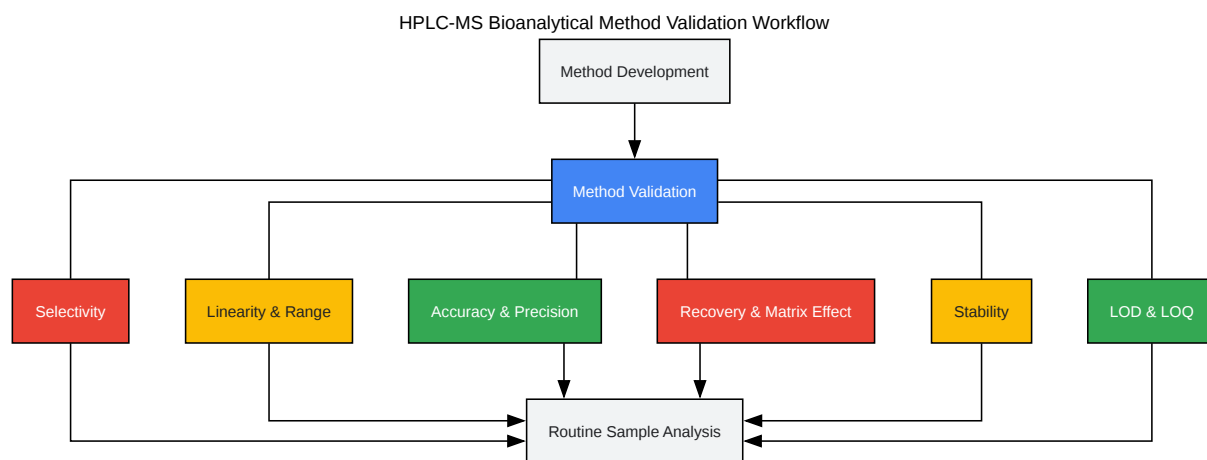 HPLC-MS Bioanalytical Method Validation Workflow
Method Development
Method Validation
Selectivity
Linearity & Range
Accuracy & Precision
Recovery & Matrix Effect
Stability
LOD & LOQ
Routine Sample Analysis